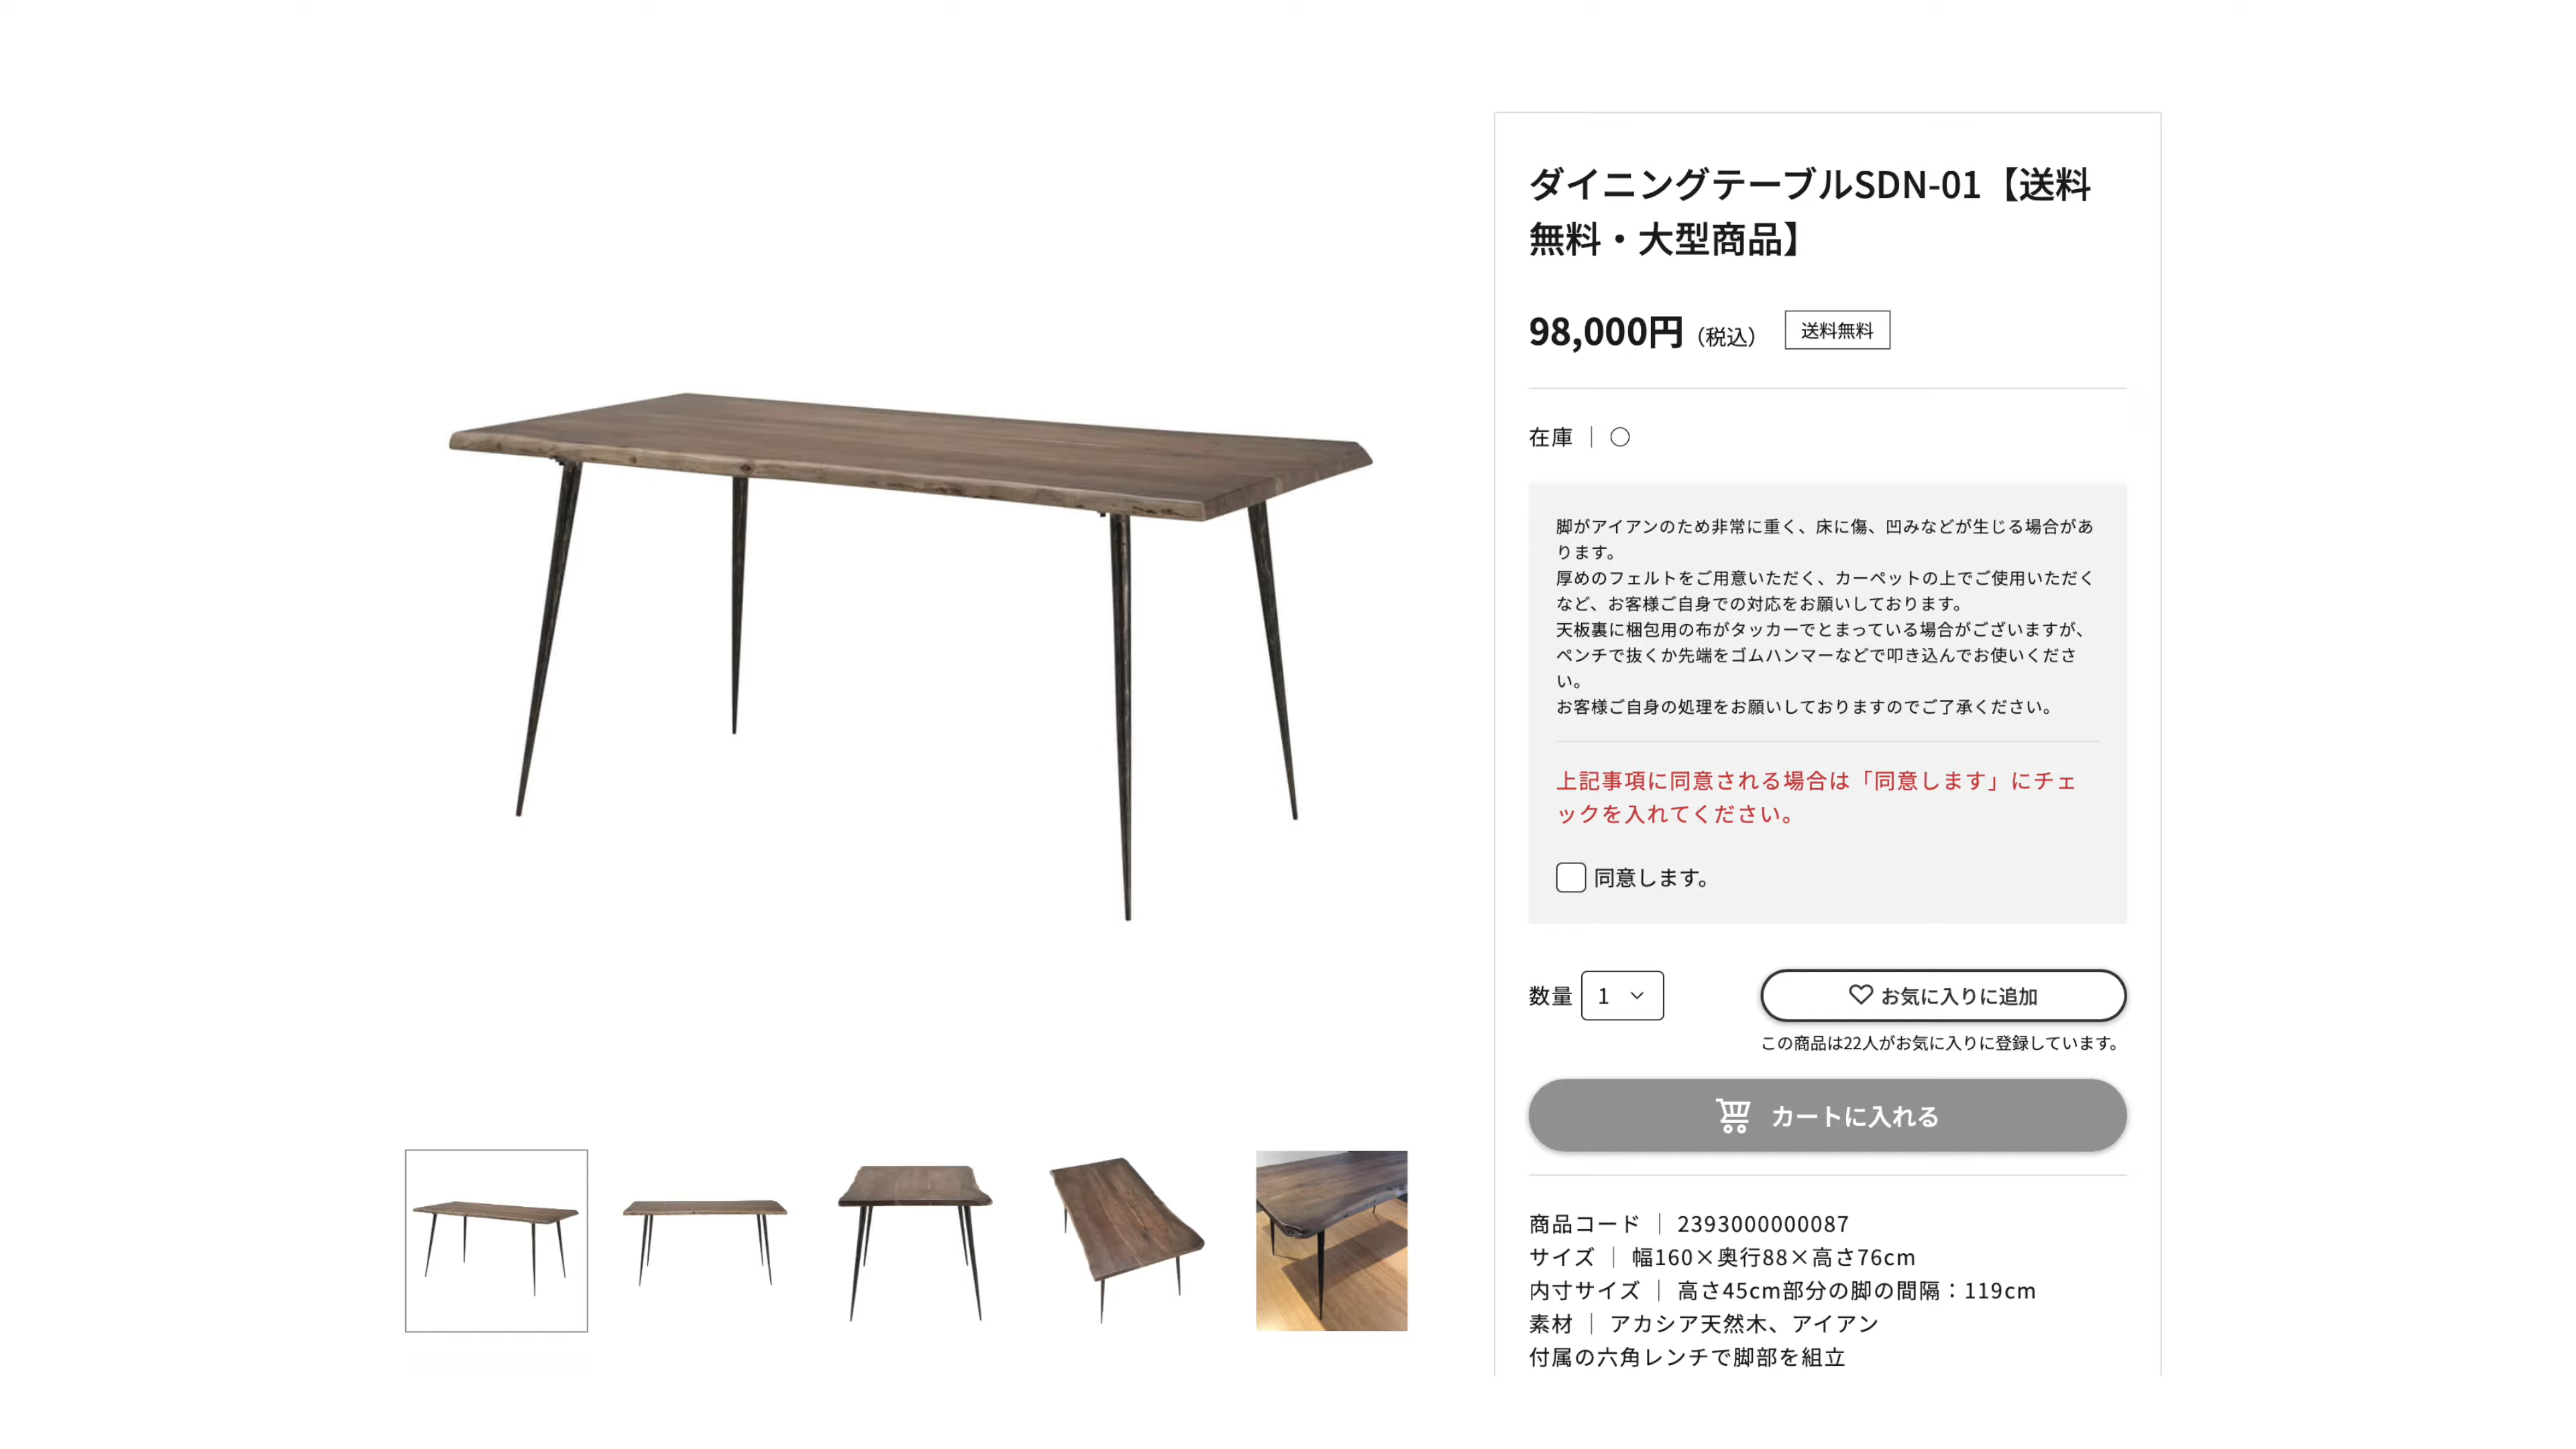 ダイニングテーブルSDN-01【送料
無料・大型商品】
98,000円（税込） 送料無料
在庫 ｜ ○
脚がアイアンのため非常に重く、床に傷、凹みなどが生じる場合があ
ります。
厚めのフェルトをご用意いただく、カーペットの上でご使用いただく
など、お客様ご自身での対応をお願いしております。
天板裏に梱包用の布がタッカーでとまっている場合がございますが、
ペンチで抜くか先端をゴムハンマーなどで叩き込んでお使いくださ
い。
お客様ご自身の処理をお願いしておりますのでご了承ください。
上記事項に同意される場合は「同意します」にチェ
ックを入れてください。
同意します。
数量 1 お気に入りに追加
この商品は22人がお気に入りに登録しています。
カートに入れる
商品コード ｜ 2393000000087
サイズ ｜ 幅160×奥行88×高さ76cm
内寸サイズ ｜ 高さ45cm部分の脚の間隔：119cm
素材 ｜ アカシア天然木、アイアン
付属の六角レンチで脚部を組立